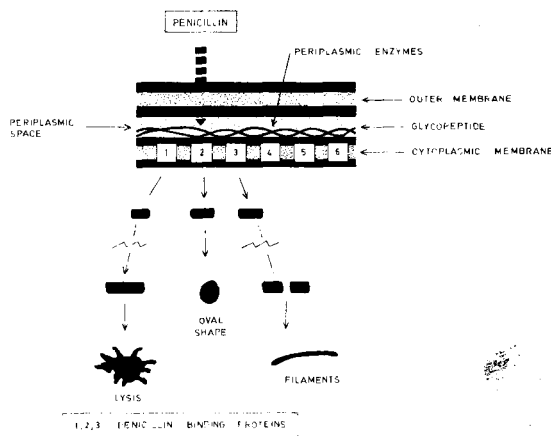 PENICILLIN
PERIPLASMIC ENZYMES
OUTER MEMBRANE
PERIPLASMIC
SPACE
GLYCOPEPTIDE
1 2 3 4 5 6
CYTOPLASMIC MEMBRANE
OVAL
SHAPE
LYSIS
FILAMENTS
1,2,3 PENICILLIN BINDING PROTEINS